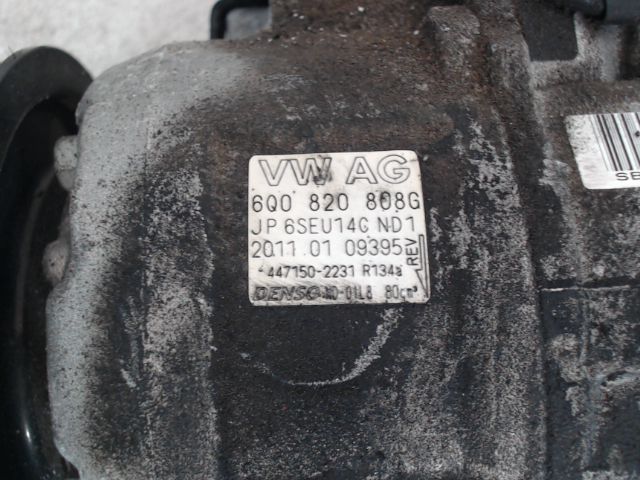 VW AG
6Q0 820 808G
JP 6SEU14C ND1
2011.01 09395 REV
447150-2231 R134a
DENSO ND-OIL8 80cm³
SB